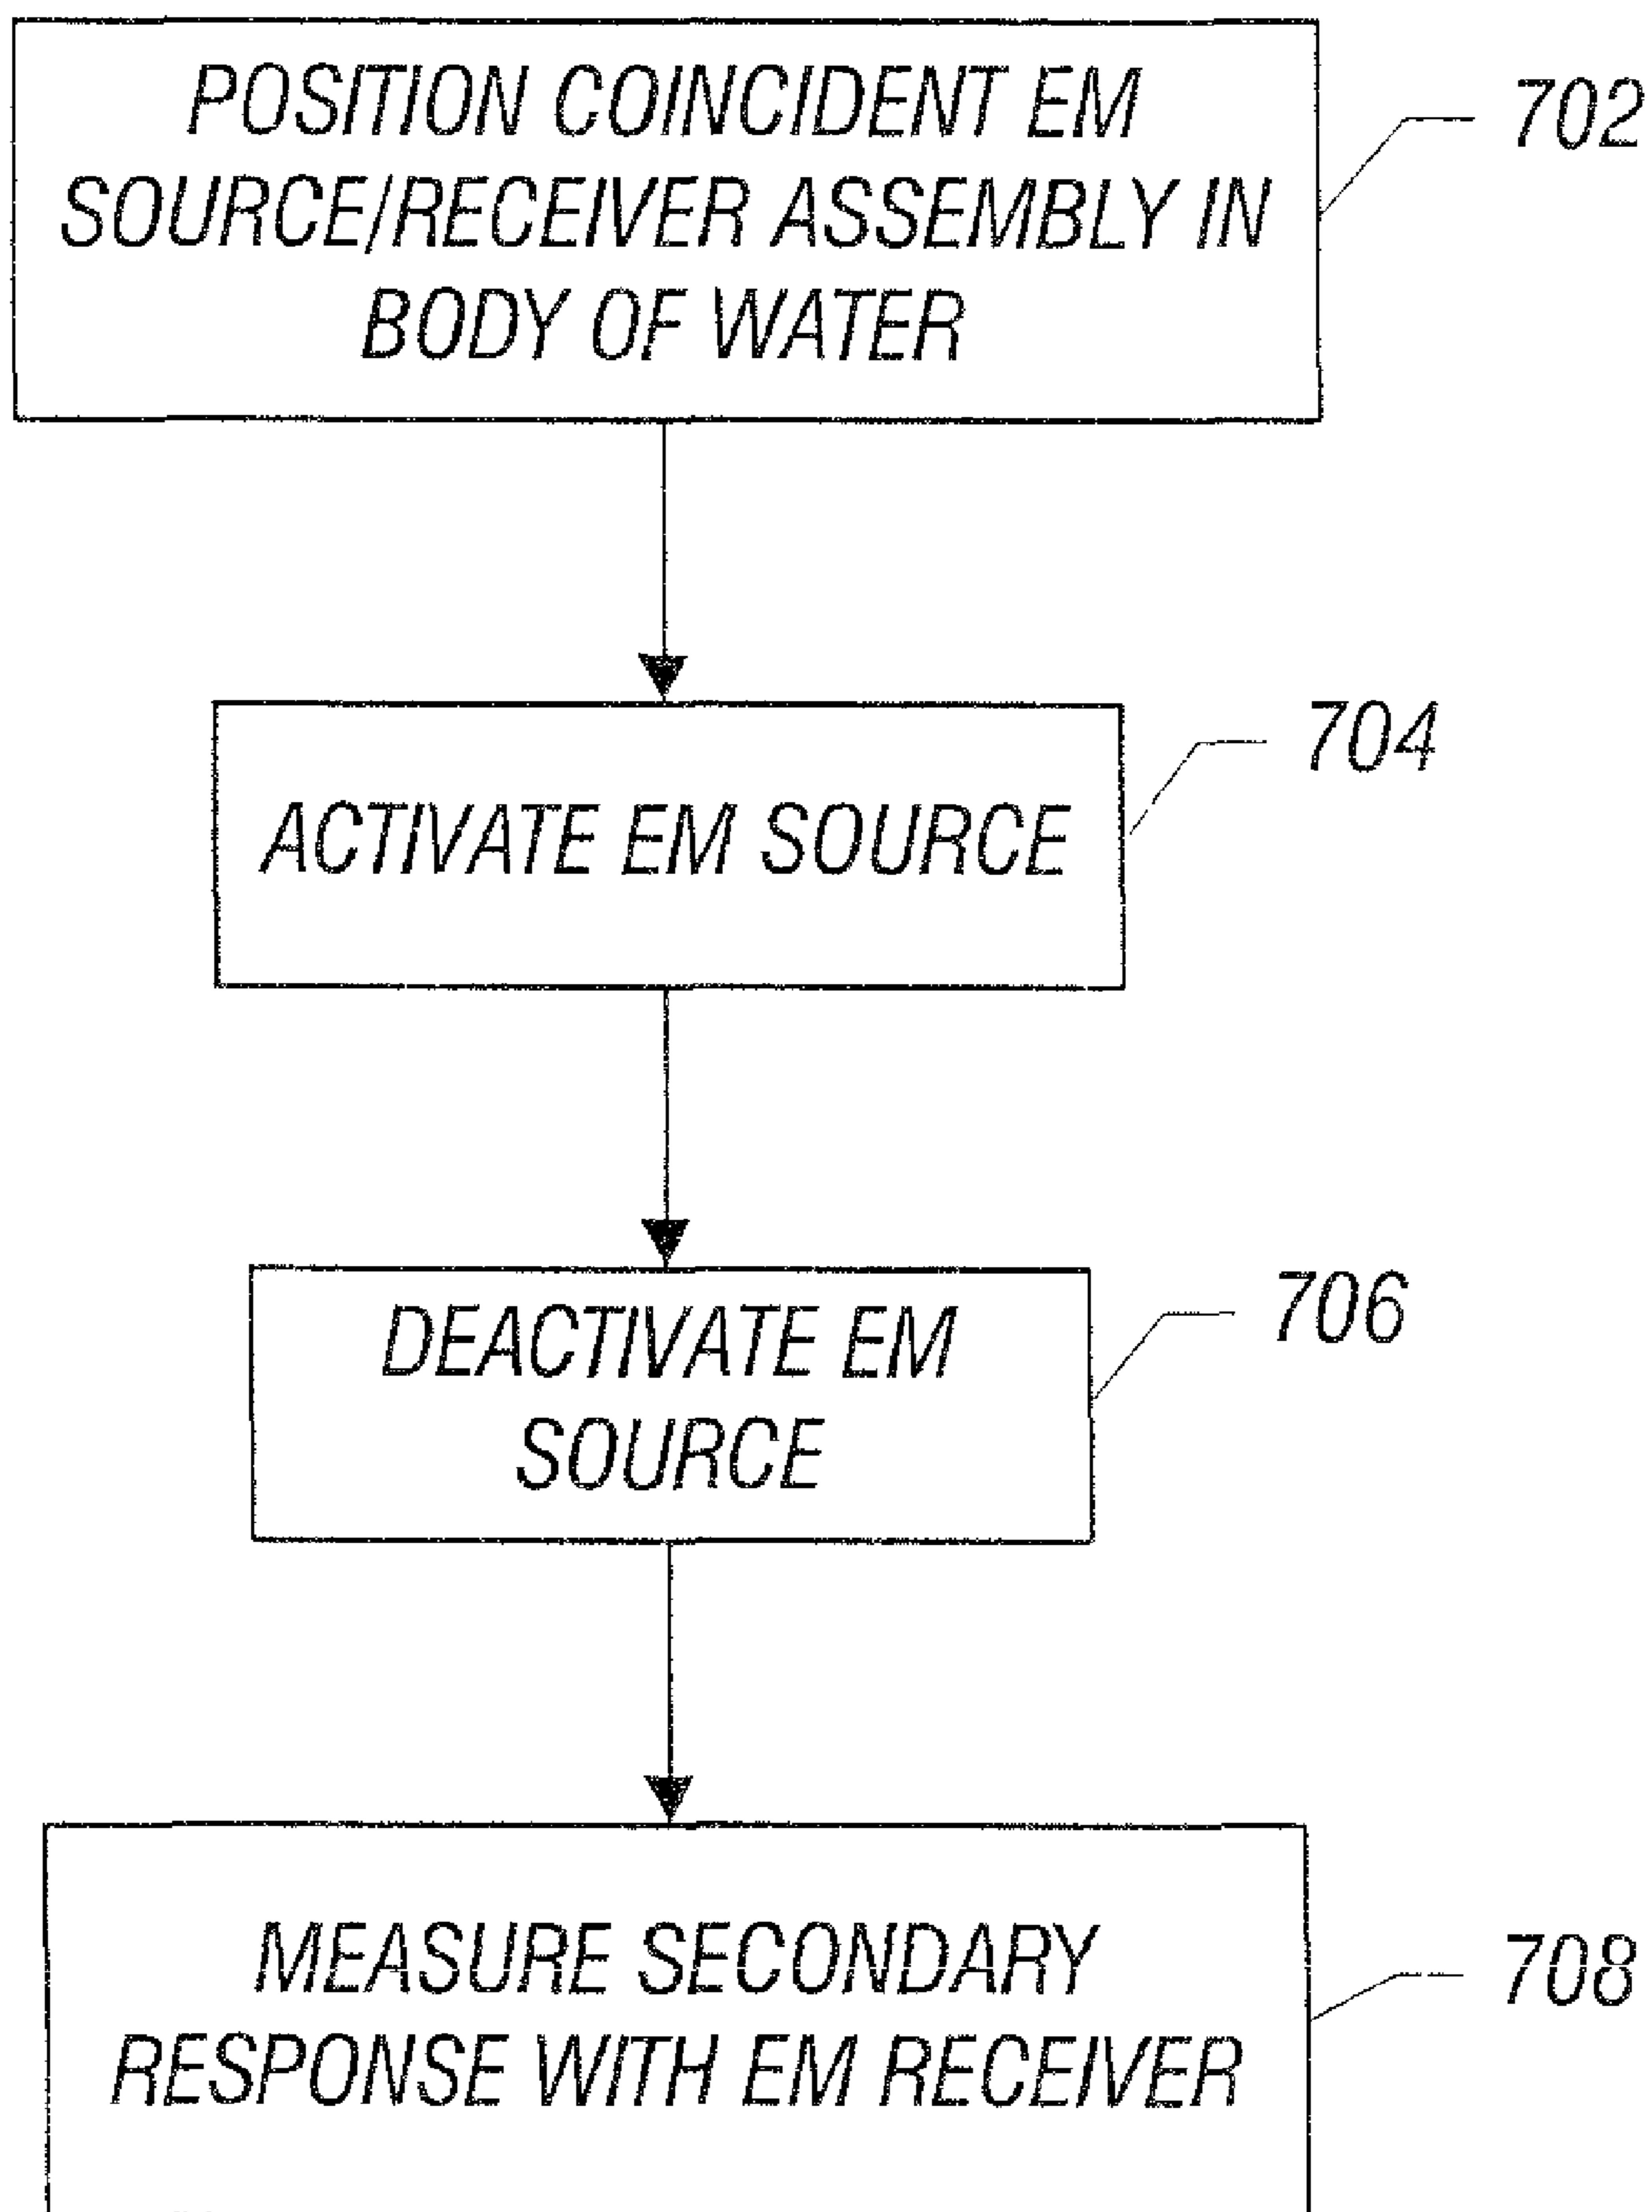 POSITION COINCIDENT EM
SOURCE/RECEIVER ASSEMBLY IN
BODY OF WATER
702
ACTIVATE EM SOURCE
704
DEACTIVATE EM
SOURCE
706
MEASURE SECONDARY
RESPONSE WITH EM RECEIVER
708